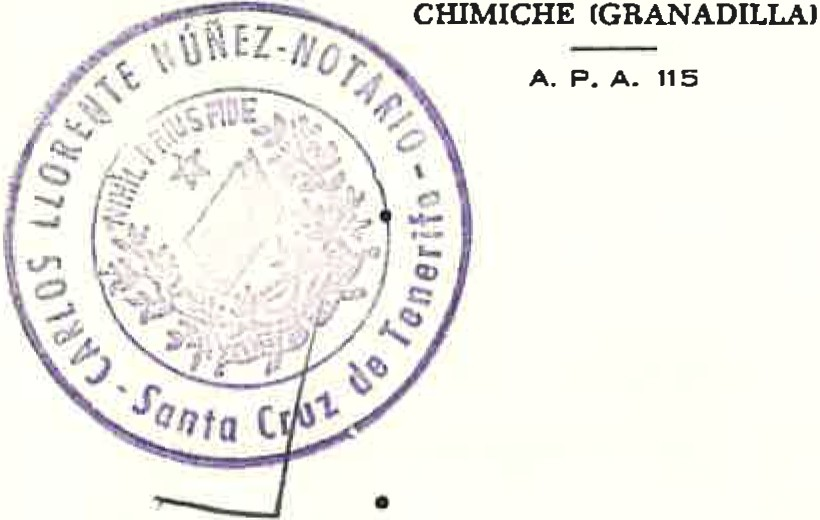 CHIMICHE (GRANADILLA)
A. P. A. 115
CARLOS LLORENTE NÚÑEZ-NOTARIO-
Santa Cruz de Tenerife
NIHIL PRIUS FIDE